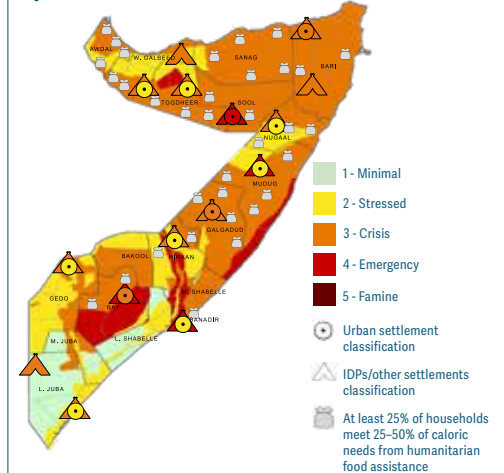 AWDAL
W. GALBEED
SANAG
BARI
TOGDHEER
SOOL
NUGAAL
MUDUG
GALGADUD
BAKOOL
HIRAAN
GEDO
BAY
M. SHABELLE
BANADIR
L. SHABELLE
M. JUBA
L. JUBA
1 - Minimal
2 - Stressed
3 - Crisis
4 - Emergency
5 - Famine
Urban settlement
classification
IDPs/other settlements
classification
At least 25% of households
meet 25–50% of caloric
needs from humanitarian
food assistance